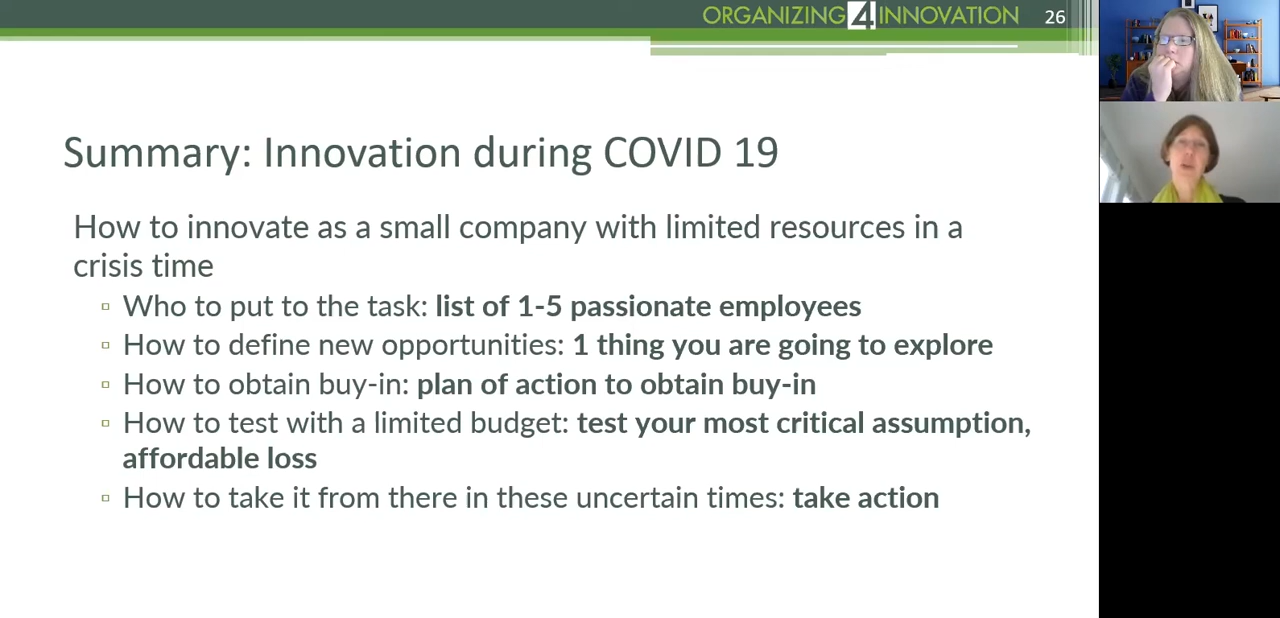 ORGANIZING4INNOVATION 26
Summary: Innovation during COVID 19
How to innovate as a small company with limited resources in a
crisis time
Who to put to the task: list of 1-5 passionate employees
How to define new opportunities: 1 thing you are going to explore
How to obtain buy-in: plan of action to obtain buy-in
How to test with a limited budget: test your most critical assumption,
affordable loss
How to take it from there in these uncertain times: take action